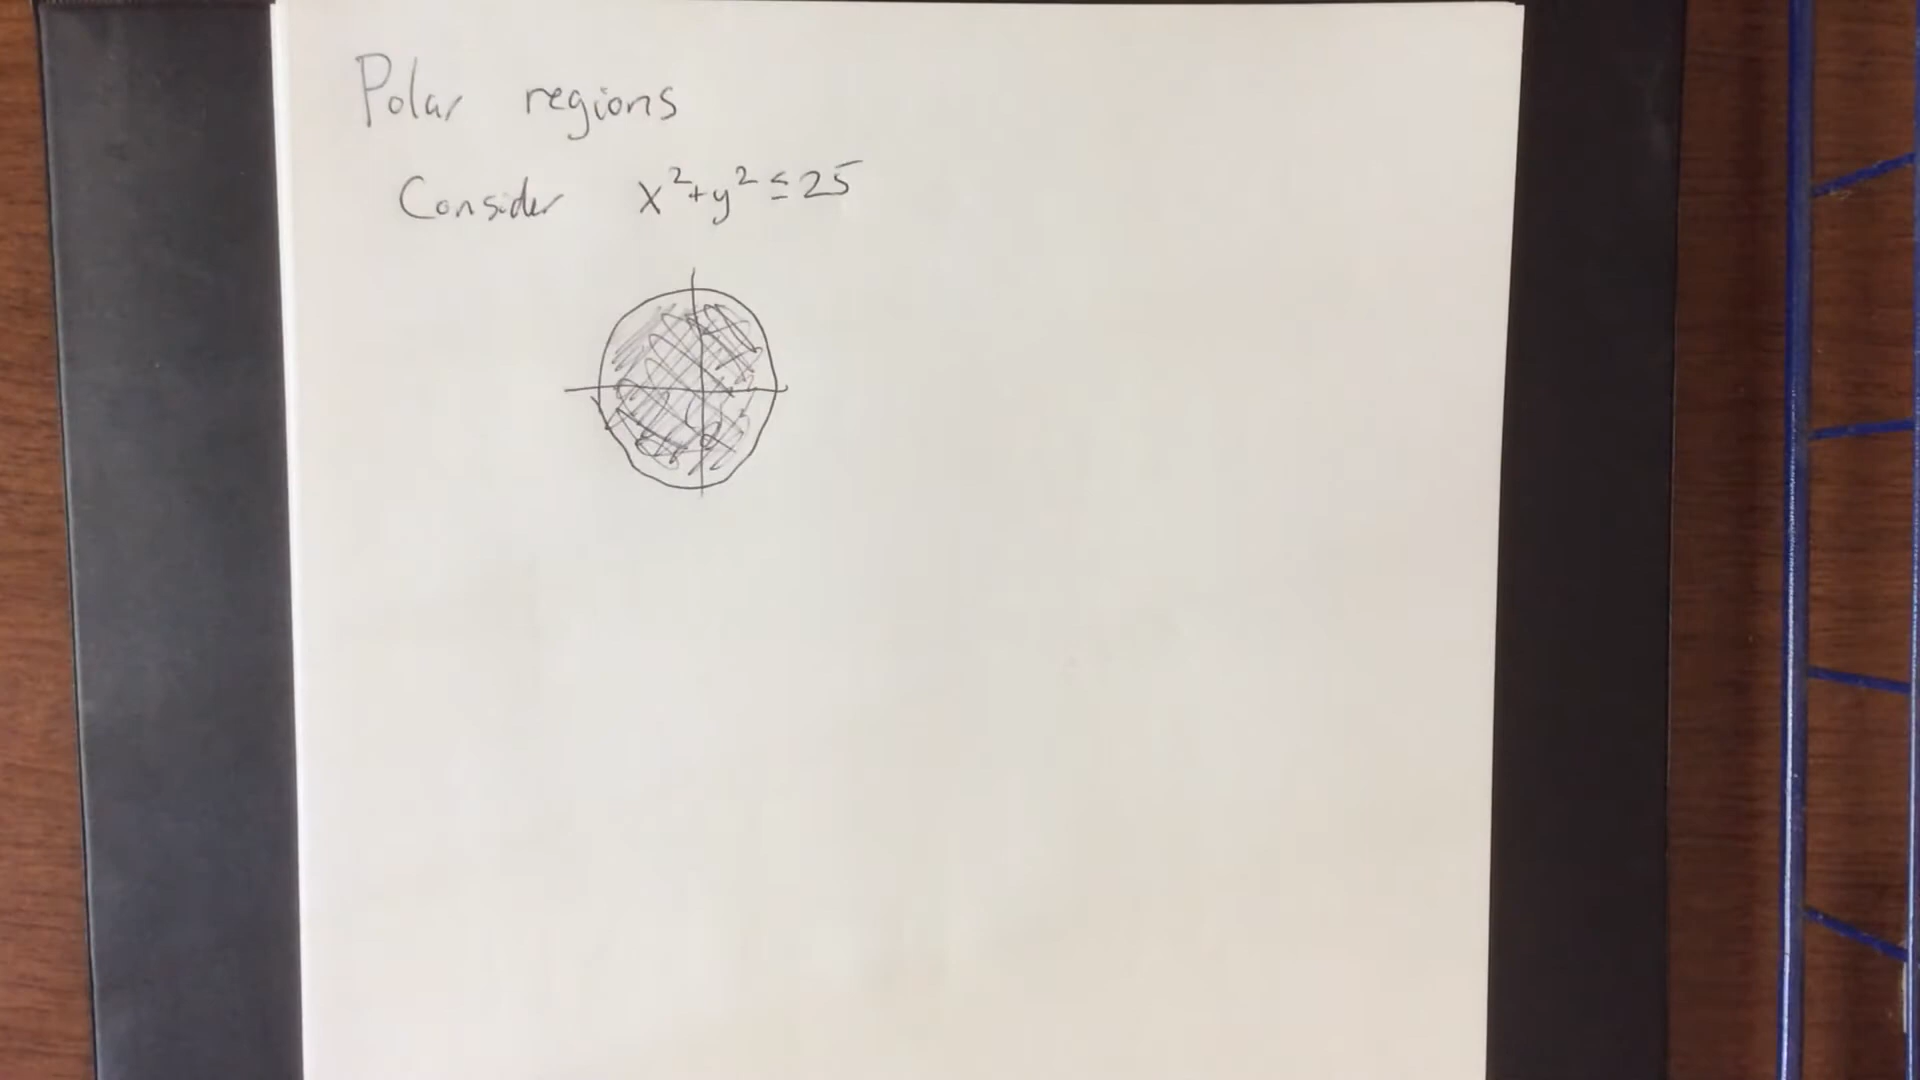 Polar regions
Consider x²+y² ≤ 25